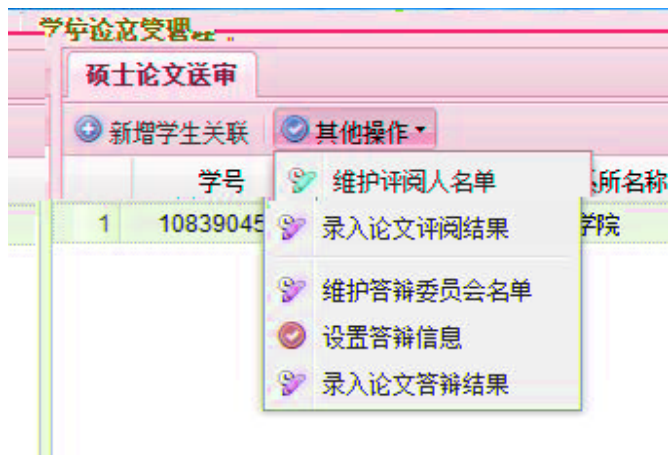 硕士论文送审
新增学生关联 其他操作
学号 所名称
1 10839045 学院
维护评阅人名单
录入论文评阅结果
维护答辩委员会名单
设置答辩信息
录入论文答辩结果